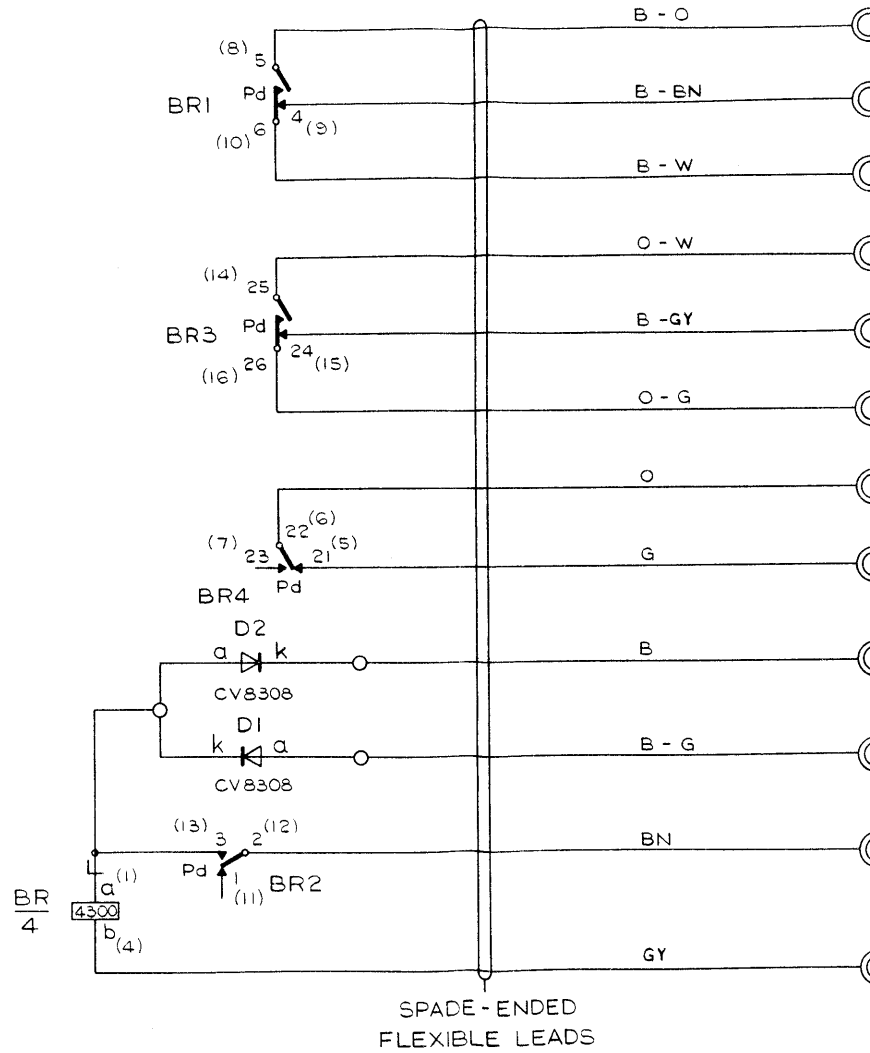 B - O
(8) 5
Pd
B - BN
BR1
4 (9)
(10) 6
B - W
O - W
(14) 25
Pd
B -GY
BR3
24 (15)
(16) 26
O - G
O
22 (6)
(7) 23
21 (5)
G
Pd
BR4
D2
a k
B
CV8308
D1
k a
B - G
CV8308
(13) 3 2 (12)
BN
Pd
1 (11)
BR2
a (1)
BR
4
4300
b (4)
GY
SPADE-ENDED
FLEXIBLE LEADS